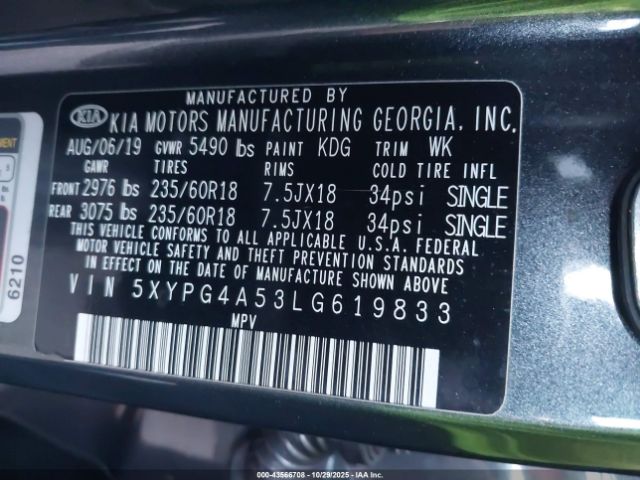 MANUFACTURED BY
KIA KIA MOTORS MANUFACTURING GEORGIA, INC.
AUG/06/19 GVWR 5490 lbs PAINT KDG TRIM WK
GAWR TIRES RIMS COLD TIRE INFL
FRONT 2976 lbs 235/60R18 7.5JX18 34psi SINGLE
REAR 3075 lbs 235/60R18 7.5JX18 34psi SINGLE
THIS VEHICLE CONFORMS TO ALL APPLICABLE U.S.A. FEDERAL
MOTOR VEHICLE SAFETY AND THEFT PREVENTION STANDARDS
IN EFFECT ON THE DATE OF MANUFACTURE SHOWN ABOVE.
VIN 5XYPG4A53LG619833
MPV
6210
000-43566708 - 10/29/2025 - IAAI.COM